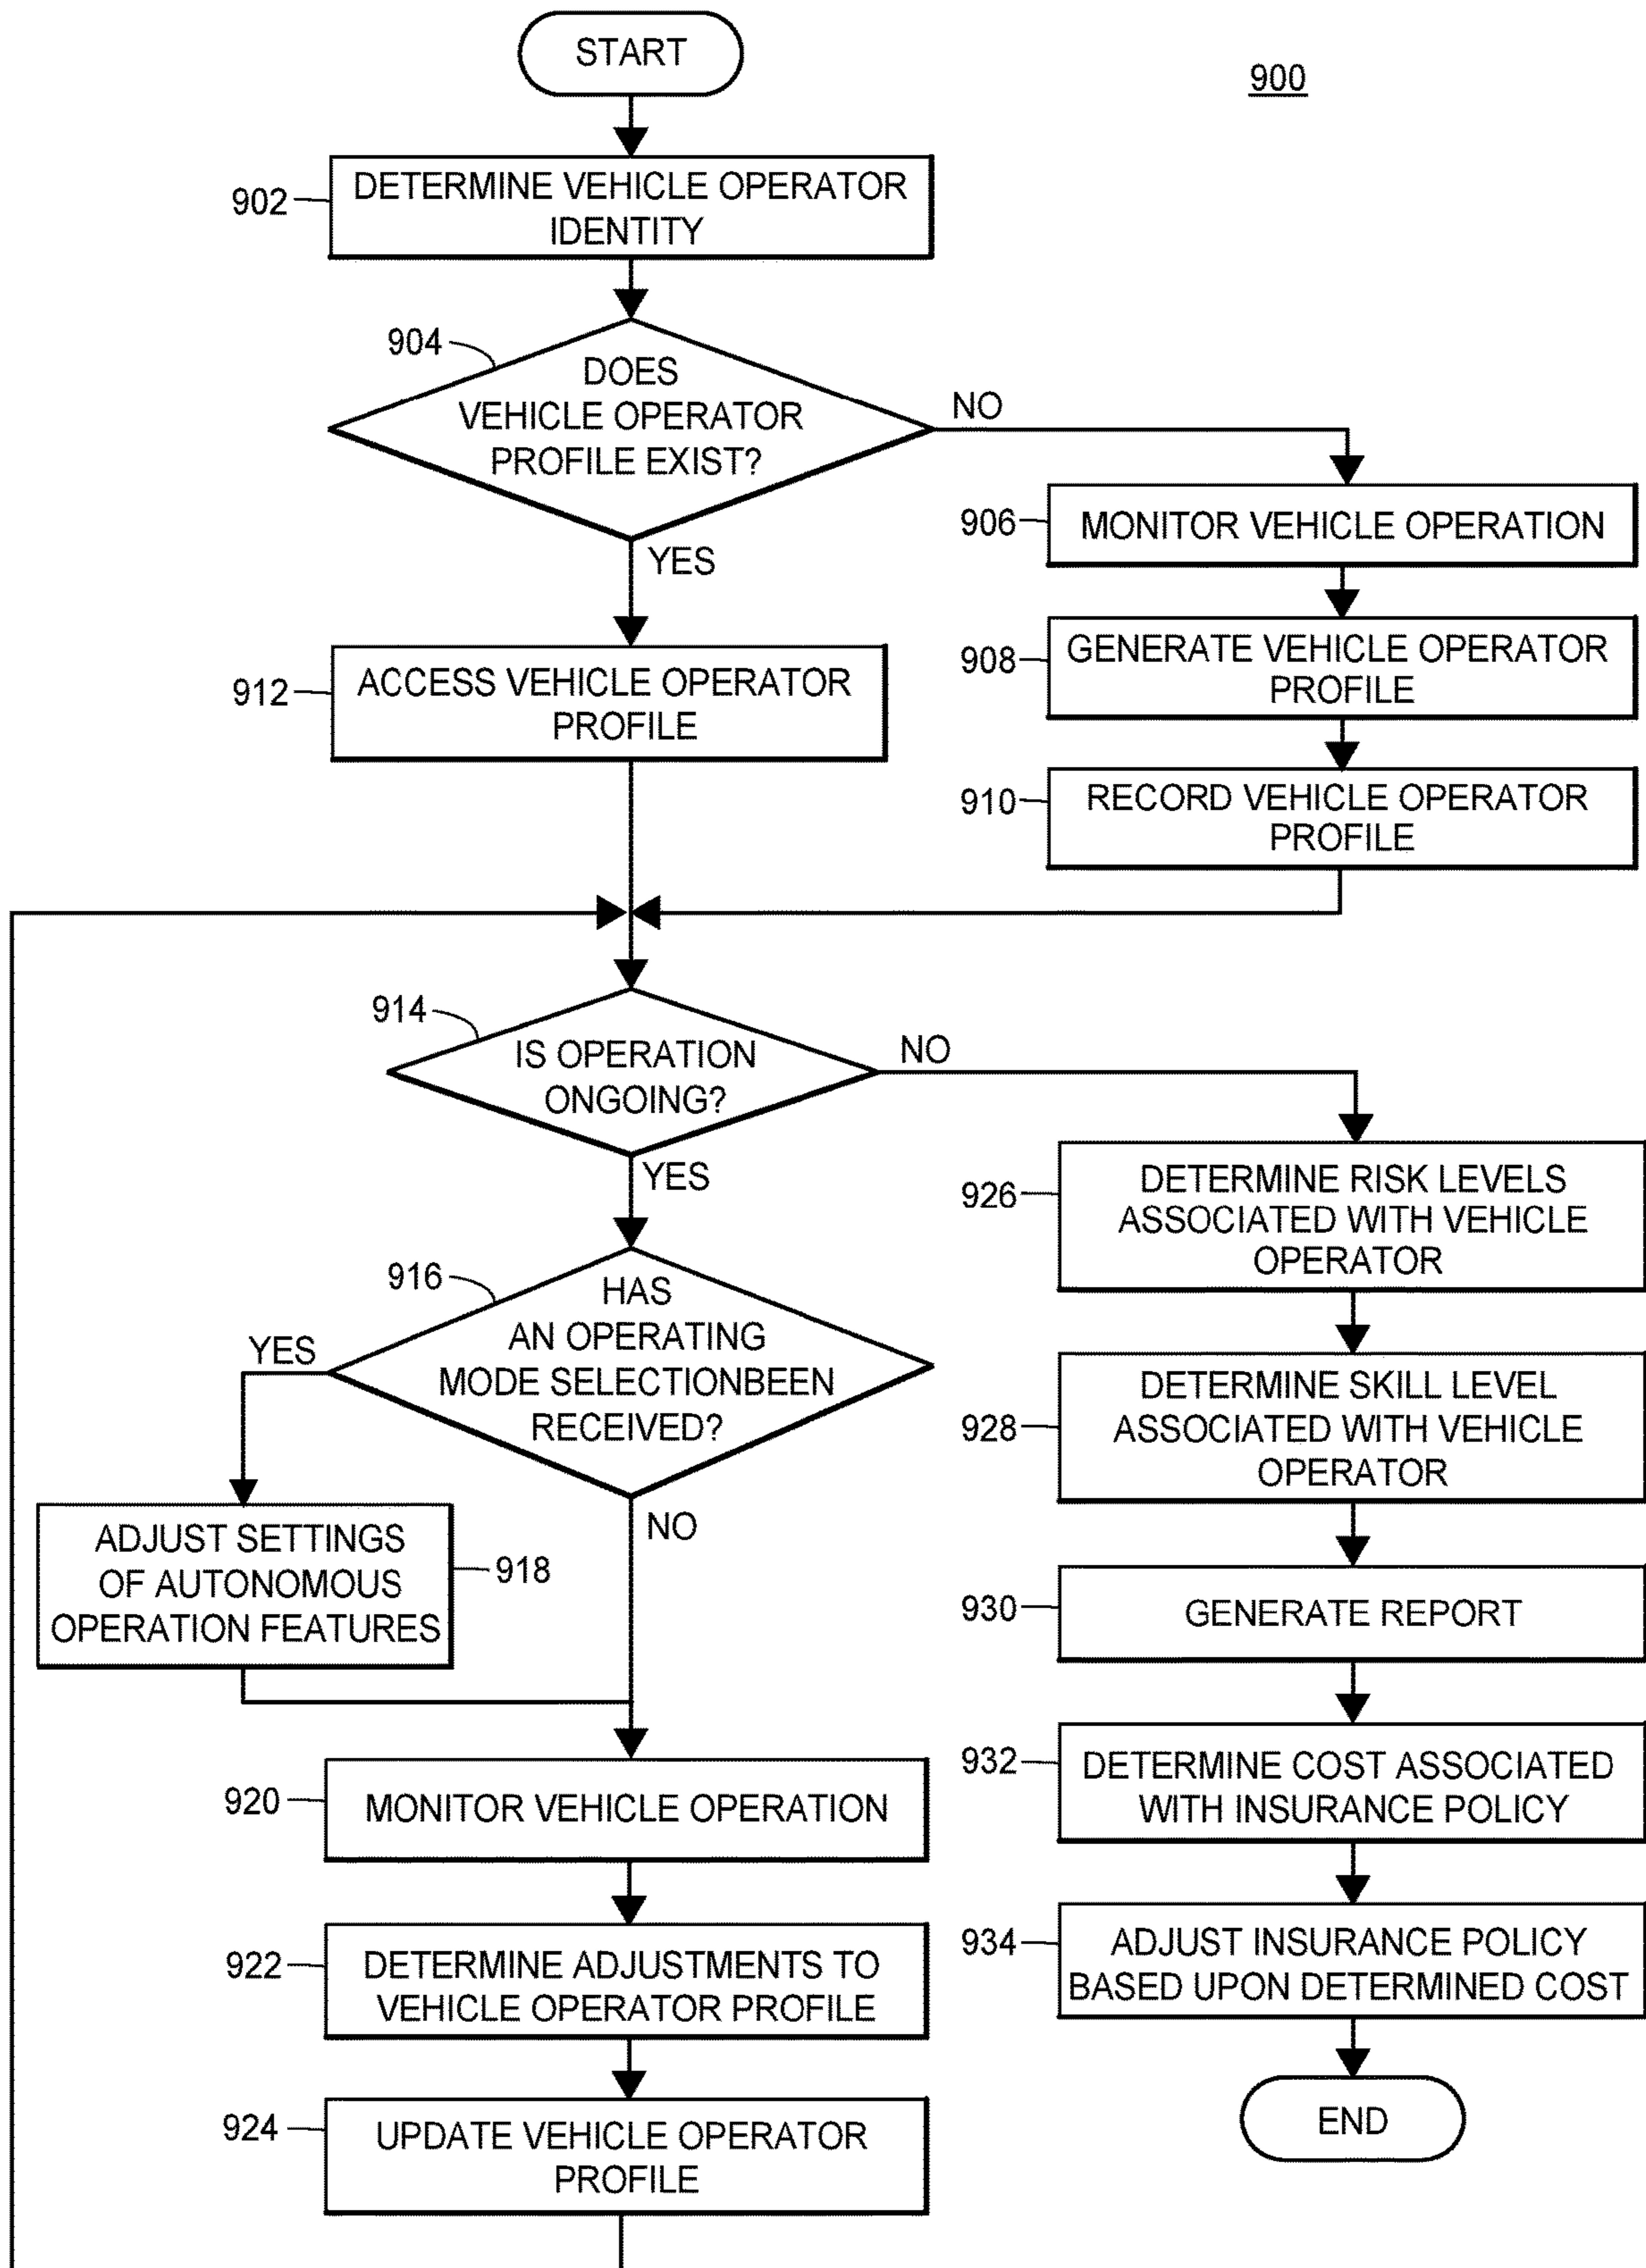 START
900
902
DETERMINE VEHICLE OPERATOR
IDENTITY
904
DOES
VEHICLE OPERATOR
PROFILE EXIST?
NO
YES
906
MONITOR VEHICLE OPERATION
908
GENERATE VEHICLE OPERATOR
PROFILE
910
RECORD VEHICLE OPERATOR
PROFILE
912
ACCESS VEHICLE OPERATOR
PROFILE
914
IS OPERATION
ONGOING?
NO
YES
916
HAS
AN OPERATING
MODE SELECTIONBEEN
RECEIVED?
YES
NO
ADJUST SETTINGS
OF AUTONOMOUS
OPERATION FEATURES
918
920
MONITOR VEHICLE OPERATION
922
DETERMINE ADJUSTMENTS TO
VEHICLE OPERATOR PROFILE
924
UPDATE VEHICLE OPERATOR
PROFILE
926
DETERMINE RISK LEVELS
ASSOCIATED WITH VEHICLE
OPERATOR
928
DETERMINE SKILL LEVEL
ASSOCIATED WITH VEHICLE
OPERATOR
930
GENERATE REPORT
932
DETERMINE COST ASSOCIATED
WITH INSURANCE POLICY
934
ADJUST INSURANCE POLICY
BASED UPON DETERMINED COST
END